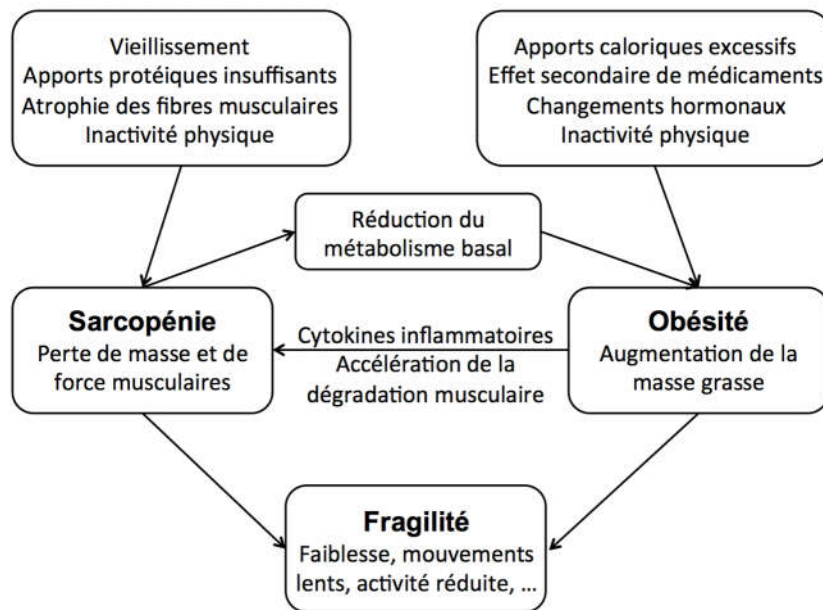 Vieillissement
Apports protéiques insuffisants
Atrophie des fibres musculaires
Inactivité physique
Apports caloriques excessifs
Effet secondaire de médicaments
Changements hormonaux
Inactivité physique
Réduction du
métabolisme basal
Sarcopénie
Perte de masse et de
force musculaires
Cytokines inflammatoires
Accélération de la
dégradation musculaire
Obésité
Augmentation de la
masse grasse
Fragilité
Faiblesse, mouvements
lents, activité réduite, ...